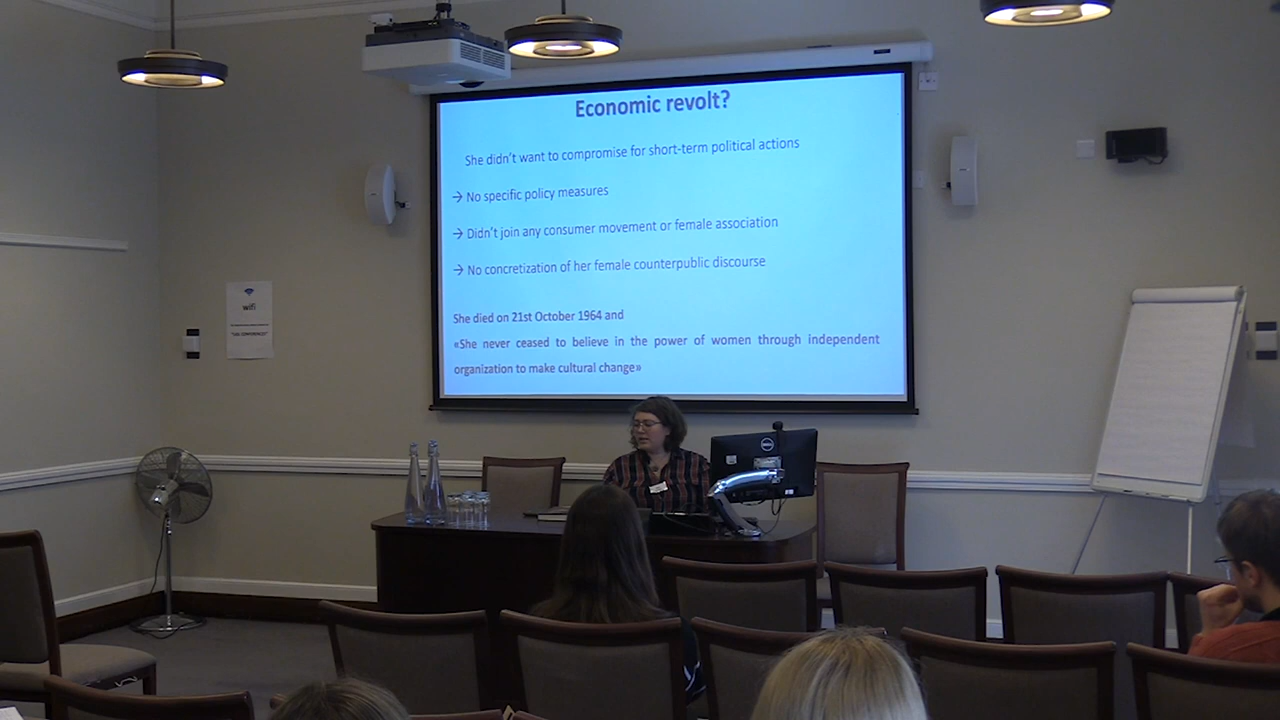 Economic revolt?
She didn't want to compromise for short-term political actions
→ No specific policy measures
→ Didn't join any consumer movement or female association
→ No concretization of her female counterpublic discourse
She died on 21st October 1964 and
«She never ceased to believe in the power of women through independent
organization to make cultural change»
wifi
DELL